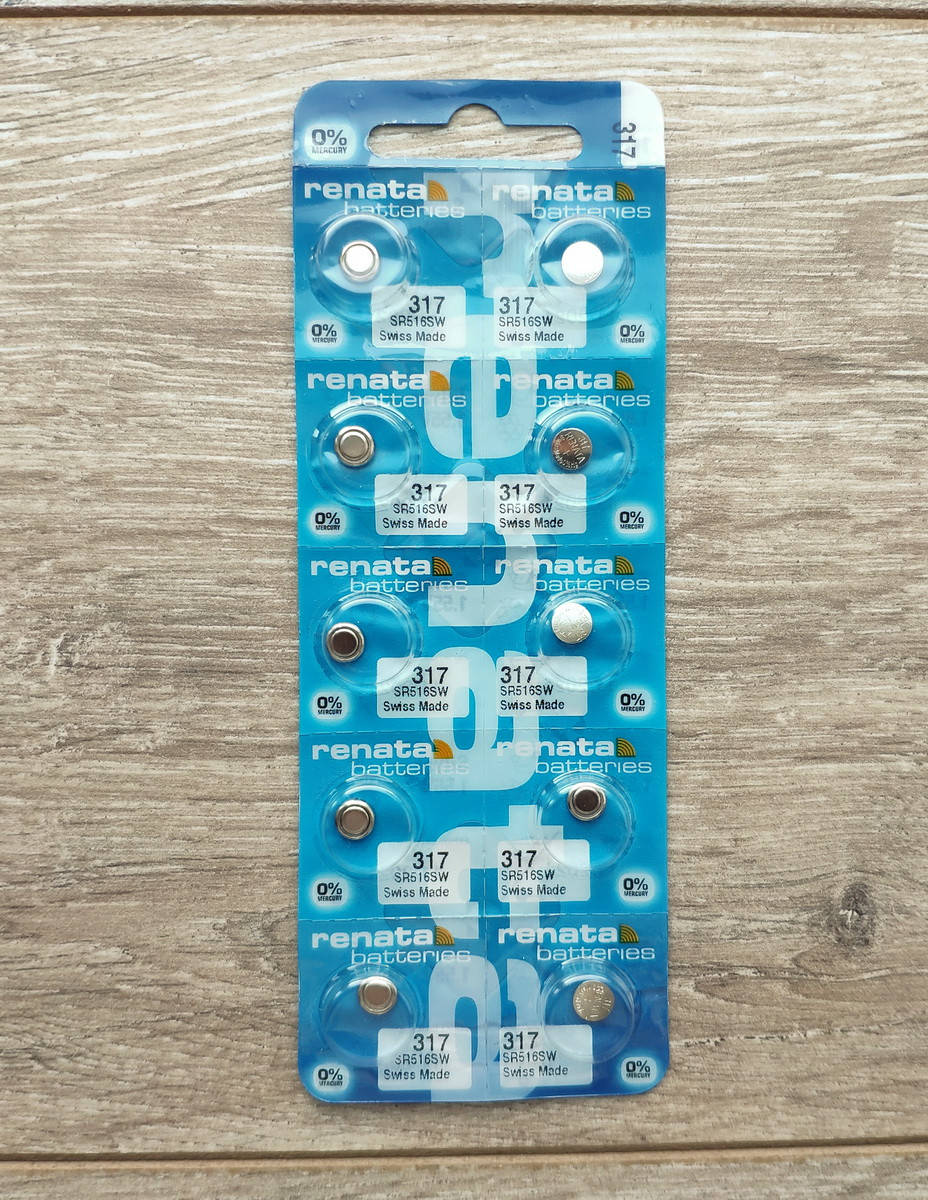 0%
MERCURY
317
renata
batteries
317
SR516SW
Swiss Made
0%
MERCURY
renata
batteries
317
SR516SW
Swiss Made
0%
MERCURY
renata
batteries
317
SR516SW
Swiss Made
0%
MERCURY
renata
batteries
317
SR516SW
Swiss Made
0%
MERCURY
renata
batteries
317
SR516SW
Swiss Made
0%
MERCURY
renata
batteries
317
SR516SW
Swiss Made
0%
MERCURY
renata
batteries
317
SR516SW
Swiss Made
0%
MERCURY
renata
batteries
317
SR516SW
Swiss Made
0%
MERCURY
renata
batteries
317
SR516SW
Swiss Made
0%
MERCURY
renata
batteries
317
SR516SW
Swiss Made
0%
MERCURY